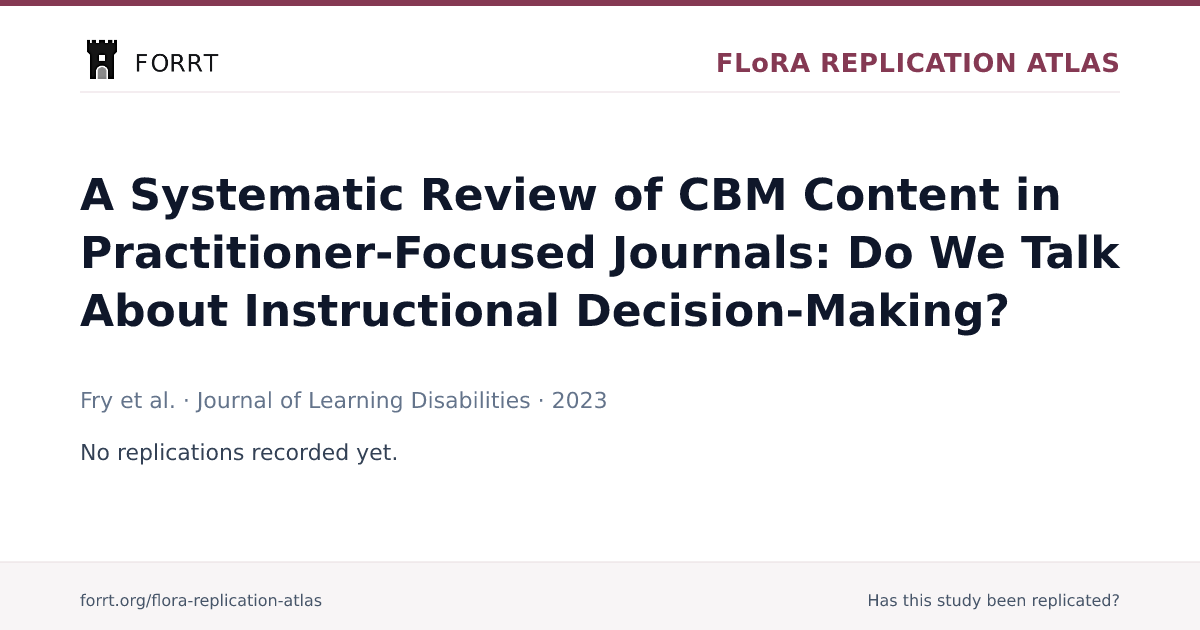 FORRT
FLoRA REPLICATION ATLAS
A Systematic Review of CBM Content in
Practitioner-Focused Journals: Do We Talk
About Instructional Decision-Making?
Fry et al. · Journal of Learning Disabilities · 2023
No replications recorded yet.
forrt.org/flora-replication-atlas
Has this study been replicated?